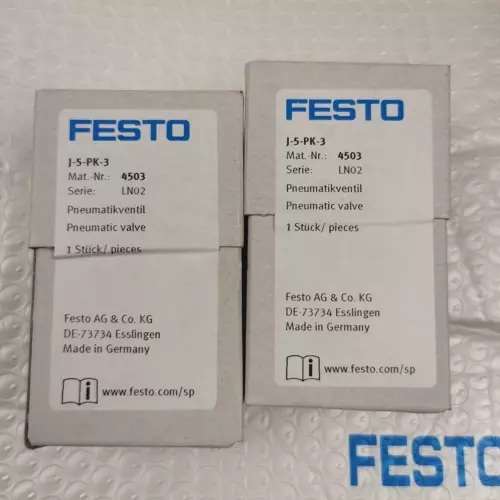 FESTO
J-5-PK-3
Mat.-Nr.: 4503
Serie: LN02
Pneumatikventil
Pneumatic valve
1 Stück/ pieces
Festo AG & Co. KG
DE-73734 Esslingen
Made in Germany
www.festo.com/sp
FESTO
J-5-PK-3
Mat.-Nr.: 4503
Serie: LN02
Pneumatikventil
Pneumatic valve
1 Stück/ pieces
Festo AG & Co. KG
DE-73734 Esslingen
Made in Germany
www.festo.com/sp
FESTO